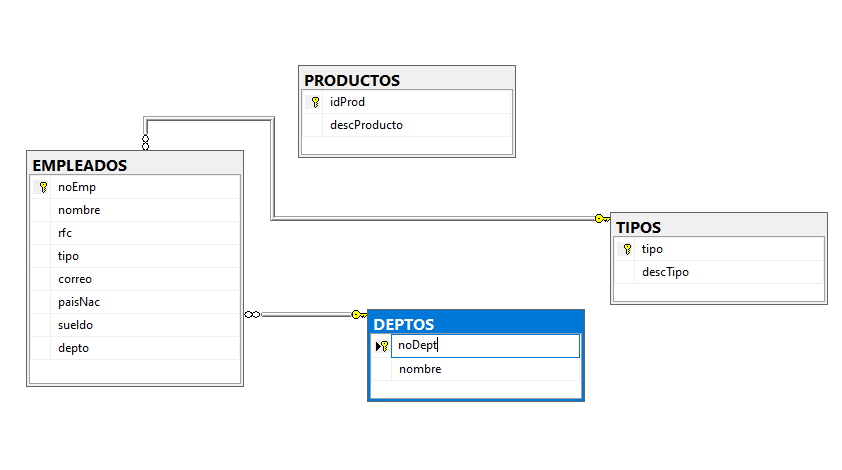 PRODUCTOS
idProd
descProducto
EMPLEADOS
noEmp
nombre
rfc
tipo
correo
paisNac
sueldo
depto
TIPOS
tipo
descTipo
DEPTOS
noDept
nombre